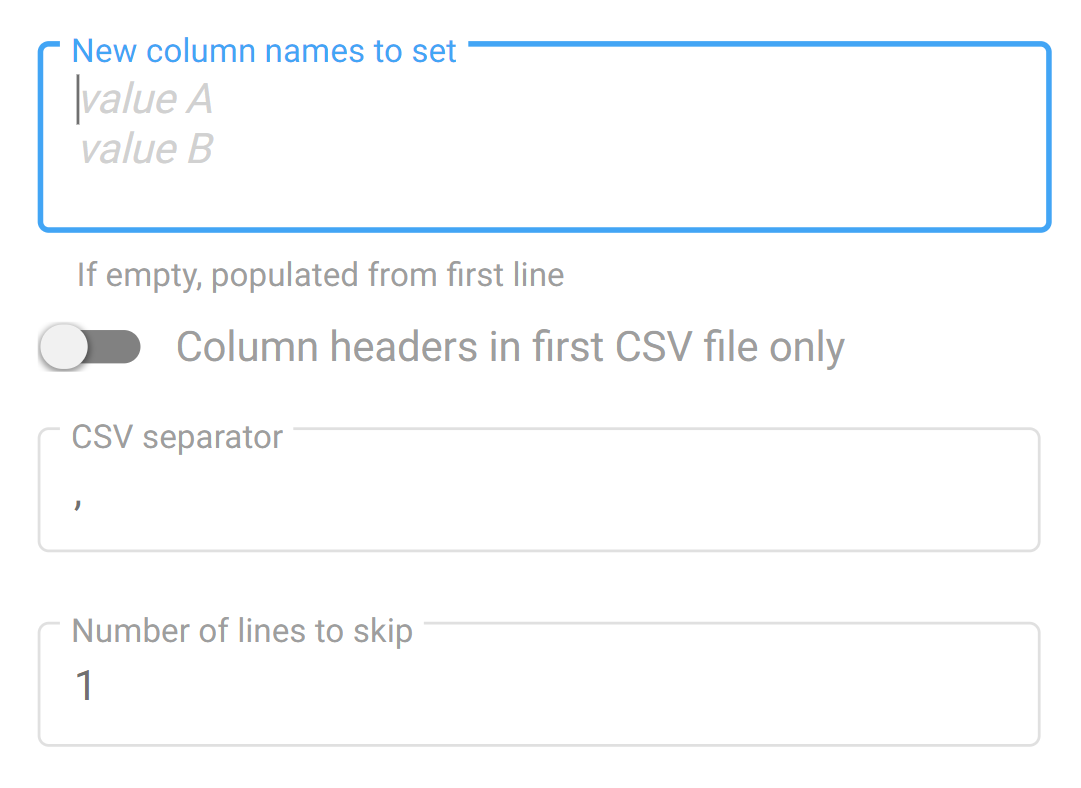 New column names to set
value A
value B
If empty, populated from first line
Column headers in first CSV file only
CSV separator
,
Number of lines to skip
1